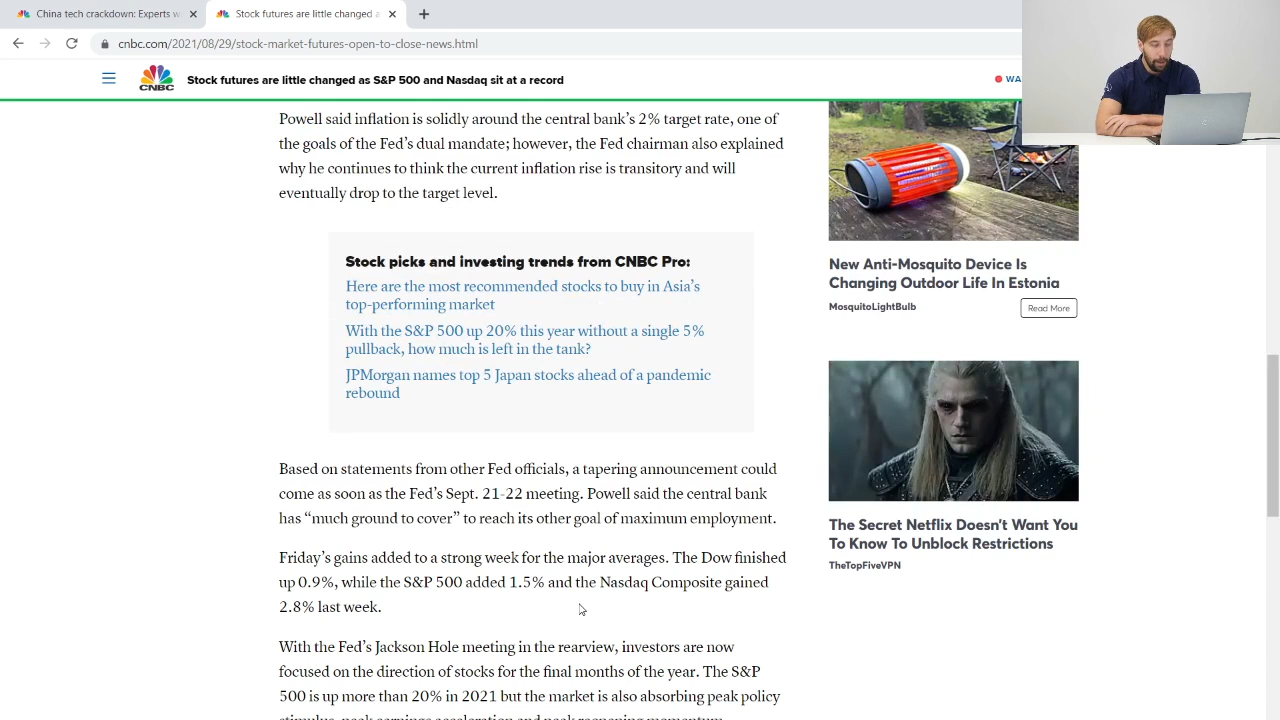 China tech crackdown: Experts w
Stock futures are little changed a
cnbc.com/2021/08/29/stock-market-futures-open-to-close-news.html
CNBC
Stock futures are little changed as S&P 500 and Nasdaq sit at a record
WA
Powell said inflation is solidly around the central bank’s 2% target rate, one of
the goals of the Fed’s dual mandate; however, the Fed chairman also explained
why he continues to think the current inflation rise is transitory and will
eventually drop to the target level.
Stock picks and investing trends from CNBC Pro:
Here are the most recommended stocks to buy in Asia’s
top-performing market
With the S&P 500 up 20% this year without a single 5%
pullback, how much is left in the tank?
JPMorgan names top 5 Japan stocks ahead of a pandemic
rebound
Based on statements from other Fed officials, a tapering announcement could
come as soon as the Fed’s Sept. 21-22 meeting. Powell said the central bank
has “much ground to cover” to reach its other goal of maximum employment.
Friday’s gains added to a strong week for the major averages. The Dow finished
up 0.9%, while the S&P 500 added 1.5% and the Nasdaq Composite gained
2.8% last week.
With the Fed’s Jackson Hole meeting in the rearview, investors are now
focused on the direction of stocks for the final months of the year. The S&P
500 is up more than 20% in 2021 but the market is also absorbing peak policy
stimulus, peak earnings acceleration and peak reopening momentum.
New Anti-Mosquito Device Is
Changing Outdoor Life In Estonia
MosquitoLightBulb
Read More
The Secret Netflix Doesn’t Want You
To Know To Unblock Restrictions
TheTopFiveVPN